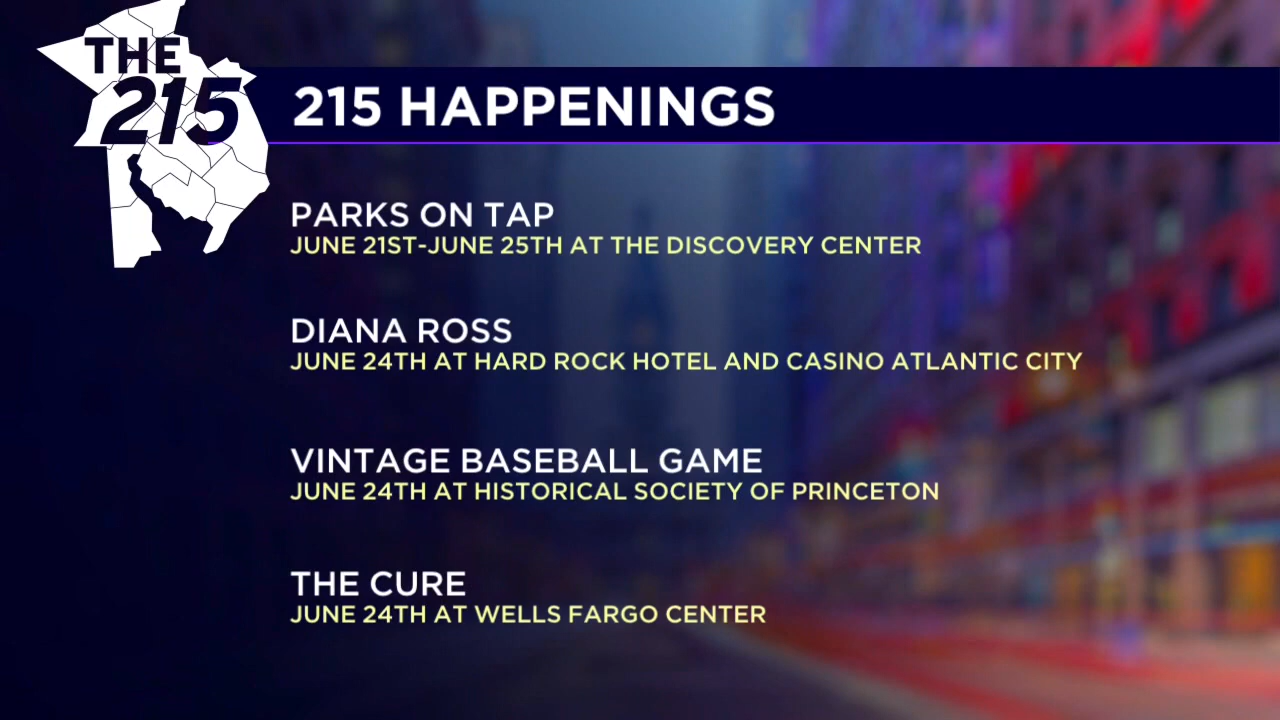 THE
215
215 HAPPENINGS
PARKS ON TAP
JUNE 21ST-JUNE 25TH AT THE DISCOVERY CENTER
DIANA ROSS
JUNE 24TH AT HARD ROCK HOTEL AND CASINO ATLANTIC CITY
VINTAGE BASEBALL GAME
JUNE 24TH AT HISTORICAL SOCIETY OF PRINCETON
THE CURE
JUNE 24TH AT WELLS FARGO CENTER